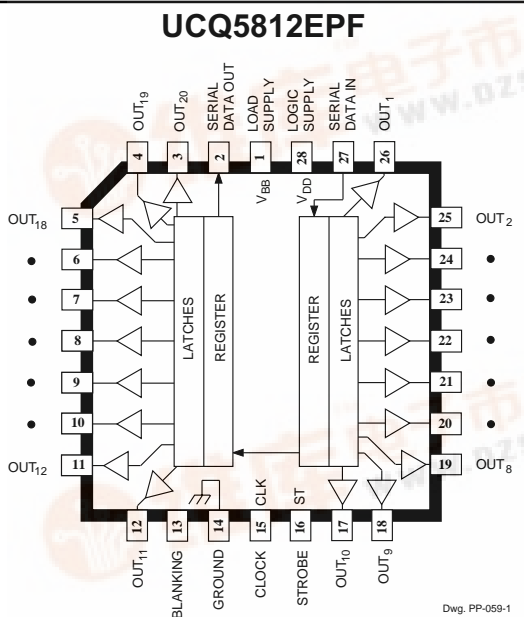 UCQ5812EPF
OUT19
OUT20
SERIAL
DATA OUT
LOAD
SUPPLY
LOGIC
SUPPLY
SERIAL
DATA IN
OUT1
4
3
2
1
28
27
26
VBB
VDD
OUT18
5
6
7
8
9
10
OUT12
11
LATCHES
REGISTER
REGISTER
LATCHES
25
OUT2
24
23
22
21
20
19
OUT8
CLK
ST
12
13
14
15
16
17
18
OUT11
BLANKING
GROUND
CLOCK
STROBE
OUT10
OUT9
Dwg. PP-059-1